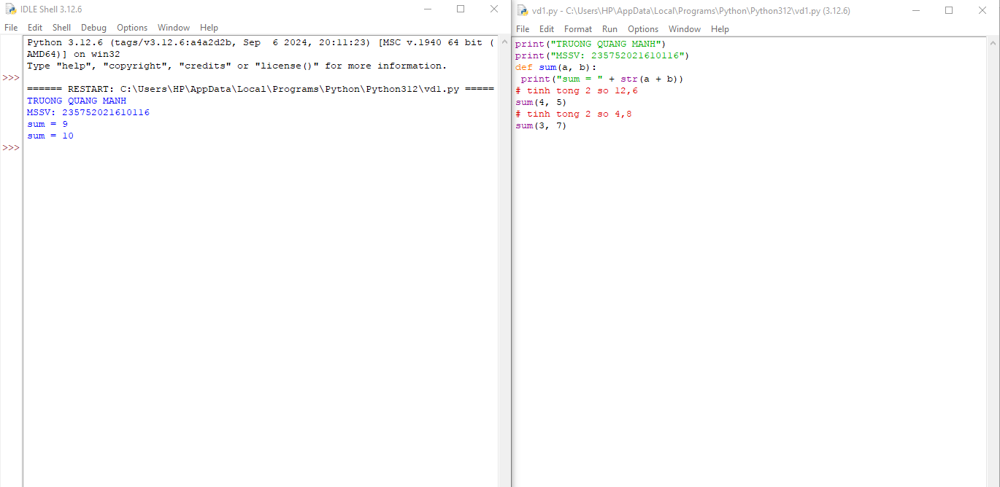 IDLE Shell 3.12.6
File Edit Shell Debug Options Window Help
Python 3.12.6 (tags/v3.12.6:a4a2d2b, Sep  6 2024, 20:11:23) [MSC v.1940 64 bit (
AMD64)] on win32
Type "help", "copyright", "credits" or "license()" for more information.
>>>
====== RESTART: C:\Users\HP\AppData\Local\Programs\Python\Python312\vd1.py =====
TRUONG QUANG MANH
MSSV: 235752021610116
sum = 9
sum = 10
>>>
vd1.py - C:\Users\HP\AppData\Local\Programs\Python\Python312\vd1.py (3.12.6)
File Edit Format Run Options Window Help
print("TRUONG QUANG MANH")
print("MSSV: 235752021610116")
def sum(a, b):
 print("sum = " + str(a + b))
# tinh tong 2 so 12,6
sum(4, 5)
# tinh tong 2 so 4,8
sum(3, 7)